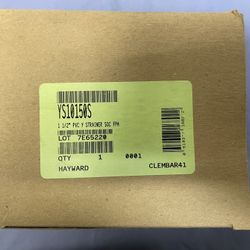 YS10150S
1 1/2" PVC Y STRAINER SOC FPM
LOT 7E65220
QTY 1 0001
HAYWARD CLEMBAR41